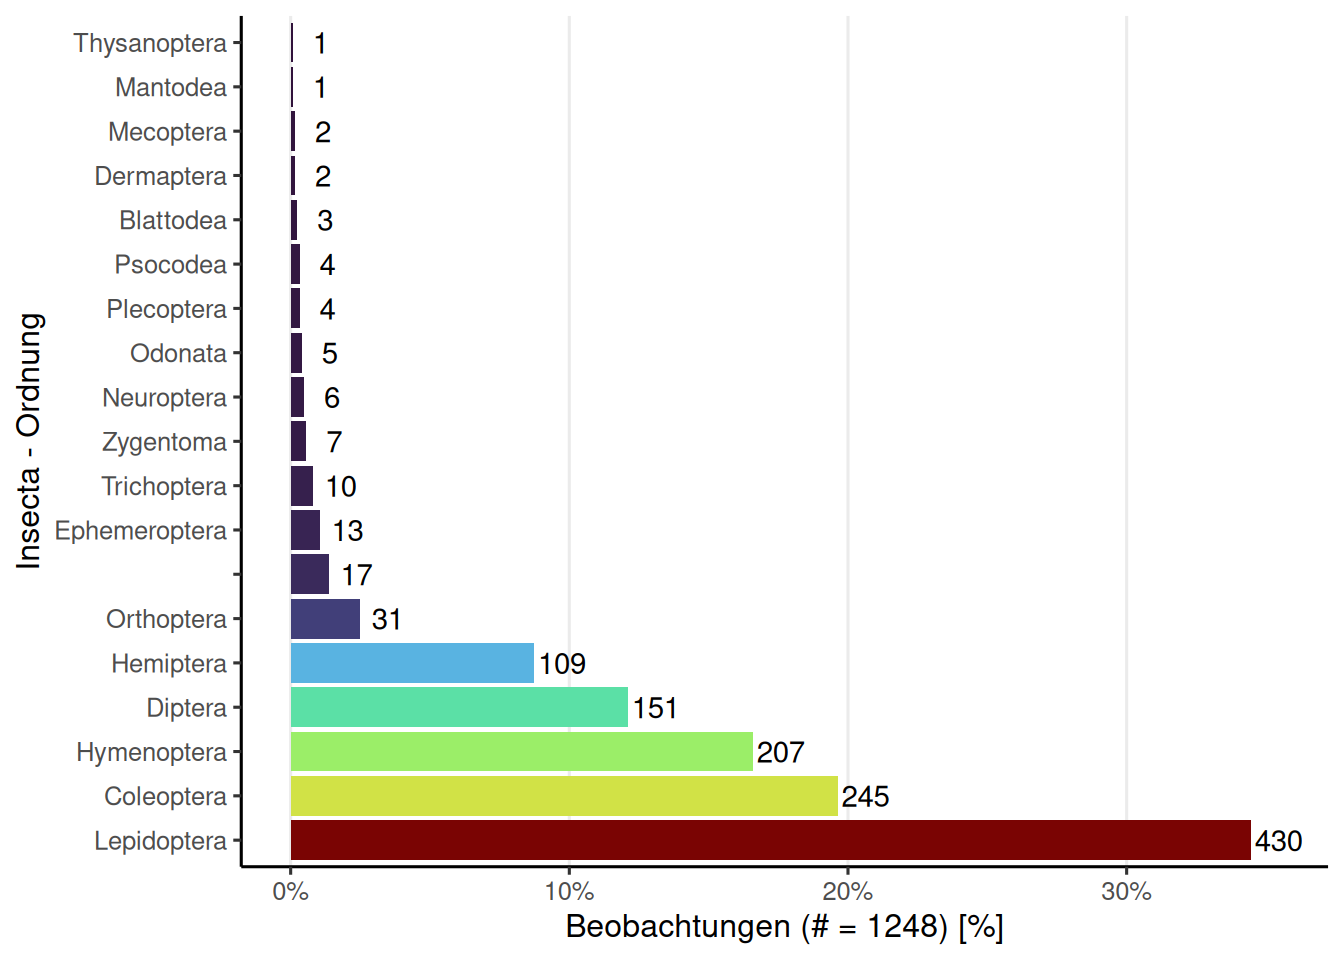 Insecta - Ordnung
Thysanoptera 1
Mantodea 1
Mecoptera 2
Dermaptera 2
Blattodea 3
Psocodea 4
Plecoptera 4
Odonata 5
Neuroptera 6
Zygentoma 7
Trichoptera 10
Ephemeroptera 13
17
Orthoptera 31
Hemiptera 109
Diptera 151
Hymenoptera 207
Coleoptera 245
Lepidoptera 430
0% 10% 20% 30%
Beobachtungen (# = 1248) [%]